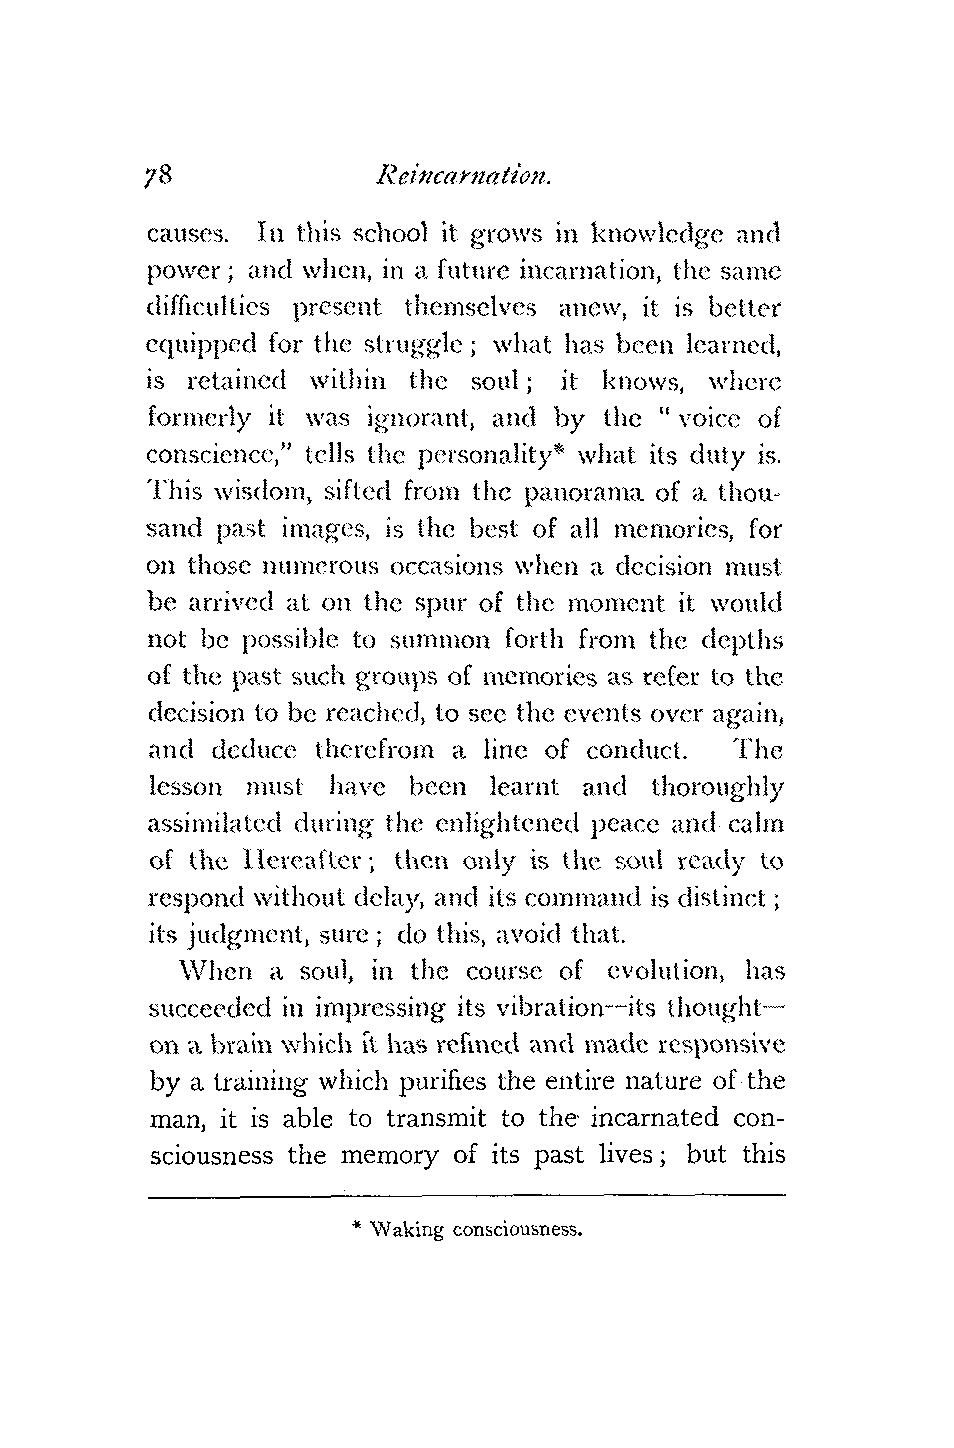 78 Reincarnation.
causes. In this school it grows in knowledge and
power ; and when, in a future incarnation, the same
difficulties present themselves anew, it is better
equipped for the struggle ; what has been learned,
is retained within the soul ; it knows, where
formerly it was ignorant, and by the " voice of
conscience," tells the personality* what its duty is.
This wisdom, sifted from the panorama of a thou-
sand past images, is the best of all memories, for
on those numerous occasions when a decision must
be arrived at on the spur of the moment it would
not be possible to summon forth from the depths
of the past such groups of memories as refer to the
decision to be reached, to see the events over again,
and deduce therefrom a line of conduct. The
lesson must have been learnt and thoroughly
assimilated during the enlightened peace and calm
of the Hereafter ; then only is the soul ready to
respond without delay, and its command is distinct ;
its judgment, sure ; do this, avoid that.
When a soul, in the course of evolution, has
succeeded in impressing its vibration—its thought—
on a brain which it has refined and made responsive
by a training which purifies the entire nature of the
man, it is able to transmit to the incarnated con-
sciousness the memory of its past lives ; but this
* Waking consciousness.